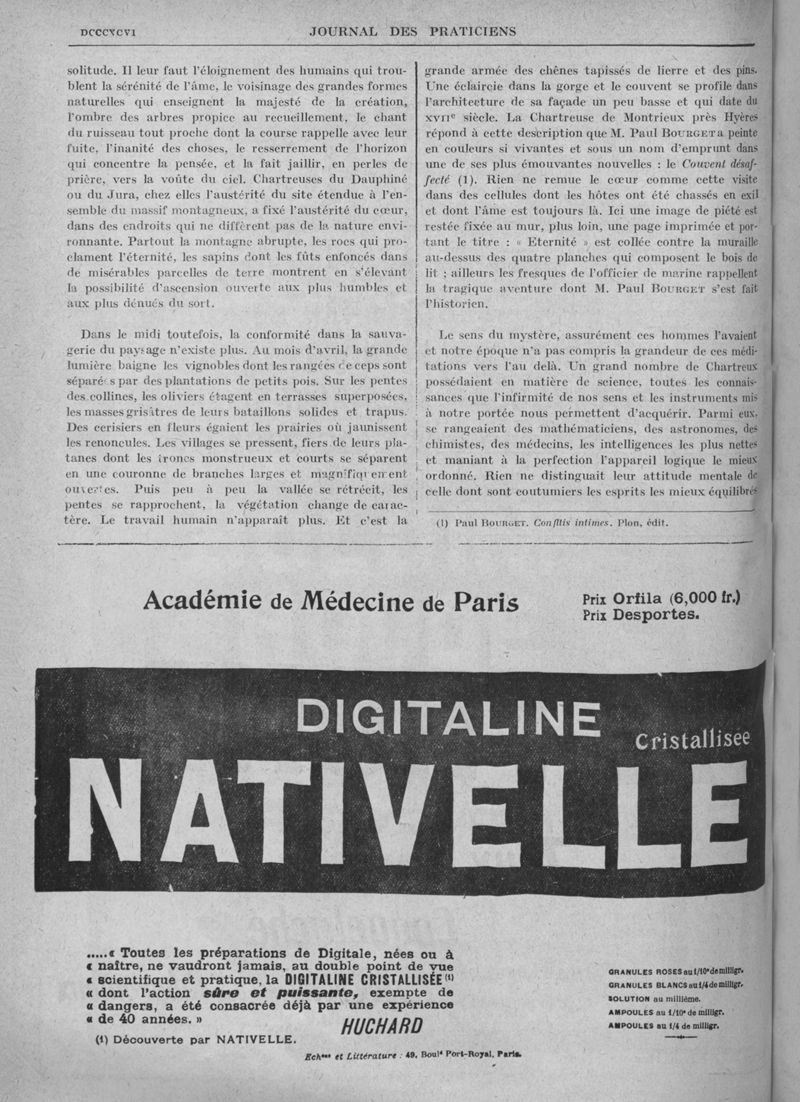 DCCCXCVI
JOURNAL DES PRATICIENS
solitude. Il leur faut l'éloignement des humains qui trou-
blent la sérénité de l'âme, le voisinage des grandes formes
naturelles qui enseignent la majesté de la création,
l'ombre des arbres propice au recueillement, le chant
du ruisseau tout proche dont la course rappelle avec leur
fuite, l'inanité des choses, le resserrement de l'horizon
qui concentre la pensée, et la fait jaillir, en perles de
prière, vers la voûte du ciel. Chartreuses du Dauphiné
ou du Jura, chez elles l'austérité du site étendue à l'en-
semble du massif montagneux, a fixé l'austérité du cœur,
dans des endroits qui ne diffèrent pas de la nature envi-
ronnante. Partout la montagne abrupte, les rocs qui pro-
clament l'éternité, les sapins dont les fûts enfoncés dans
de misérables parcelles de terre montrent en s'élevant
la possibilité d'ascension ouverte aux plus humbles et
aux plus dénués du sort.
Dans le midi toutefois, la conformité dans la sauva-
gerie du paysage n'existe plus. Au mois d'avril, la grande
lumière baigne les vignobles dont les rangées de ceps sont
séparées par des plantations de petits pois. Sur les pentes
des collines, les oliviers étagent en terrasses superposées,
les masses grisâtres de leurs bataillons solides et trapus.
Des cerisiers en fleurs égaient les prairies où jaunissent
les renoncules. Les villages se pressent, fiers de leurs pla-
tanes dont les troncs monstrueux et courts se séparent
en une couronne de branches larges et magnifiquement
ouvertes. Puis peu à peu la vallée se rétrécit, les
pentes se rapprochent, la végétation change de carac-
tère. Le travail humain n'apparait plus. Et c'est la
grande armée des chênes tapissés de lierre et des pins.
Une éclaircie dans la gorge et le couvent se profile dans
l'architecture de sa façade un peu basse et qui date du
XVIIe siècle. La Chartreuse de Montrieux près Hyères
répond à cette description que M. Paul BOURGET a peinte
en couleurs si vivantes et sous un nom d'emprunt dans
une de ses plus émouvantes nouvelles : le Couvent désaf-
fecté (1). Rien ne remue le cœur comme cette visite
dans des cellules dont les hôtes ont été chassés en exil
et dont l'âme est toujours là. Ici une image de piété est
restée fixée au mur, plus loin, une page imprimée et por-
tant le titre : « Eternité » est collée contre la muraille
au-dessus des quatre planches qui composent le bois de
lit ; ailleurs les fresques de l'officier de marine rappellent
la tragique aventure dont M. Paul BOURGET s'est fait
l'historien.
Le sens du mystère, assurément ces hommes l'avaient
et notre époque n'a pas compris la grandeur de ces médi-
tations vers l'au delà. Un grand nombre de Chartreux
possédaient en matière de science, toutes les connais-
sances que l'infirmité de nos sens et les instruments mis
à notre portée nous permettent d'acquérir. Parmi eux,
se rangeaient des mathématiciens, des astronomes, des
chimistes, des médecins, les intelligences les plus nettes
et maniant à la perfection l'appareil logique le mieux
ordonné. Rien ne distinguait leur attitude mentale de
celle dont sont coutumiers les esprits les mieux équilibrés
(1) Paul BOURGET. Conflits intimes. Plon, édit.
Académie de Médecine de Paris
Prix Orfila (6,000 fr.)
Prix Desportes.
DIGITALINE
Cristallisée
NATIVELLE
.....« Toutes les préparations de Digitale, nées ou à
« naître, ne vaudront jamais, au double point de vue
« scientifique et pratique, la DIGITALINE CRISTALLISÉE (1)
« dont l'action sûre et puissante, exempte de
« dangers, a été consacrée déjà par une expérience
« de 40 années. »
HUCHARD
(1) Découverte par NATIVELLE.
Echons et Littérature : 49, Bould Port-Royal, Paris.
GRANULES ROSES au 1/10e de milligr.
GRANULES BLANCS au 1/4 de milligr.
SOLUTION au millième.
AMPOULES au 1/10e de milligr.
AMPOULES au 1/4 de milligr.